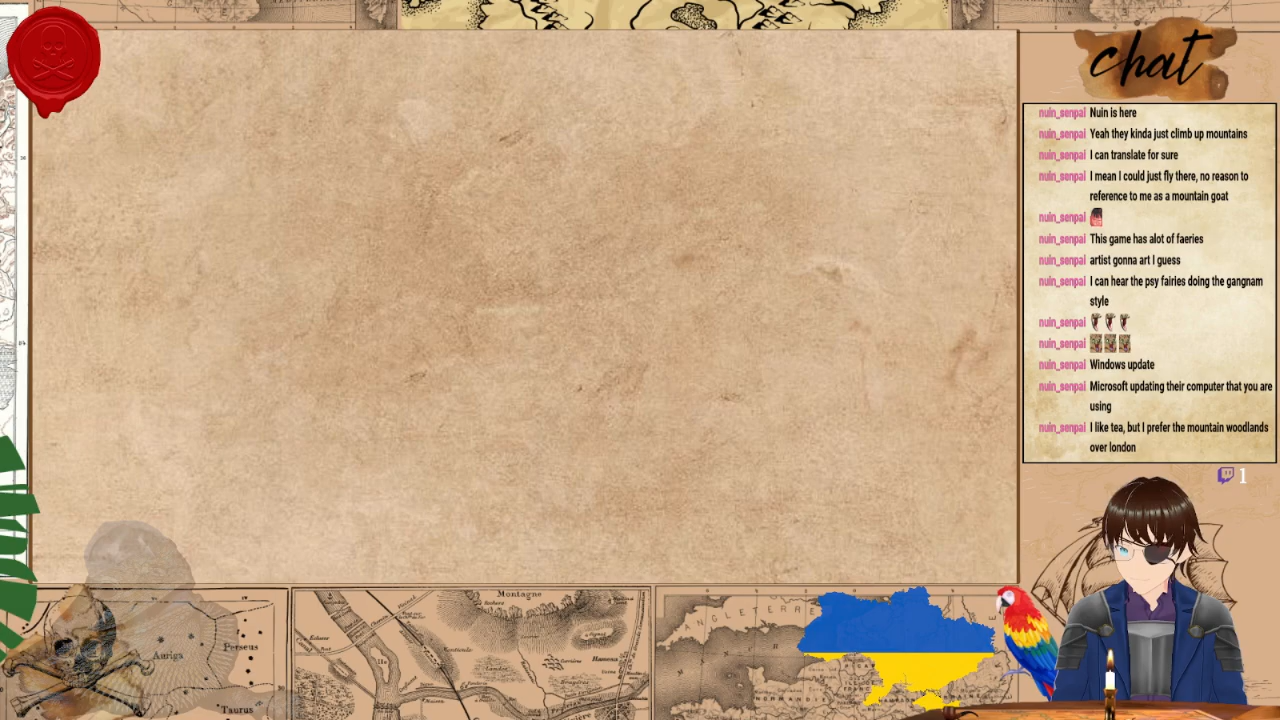 chat
nuin_senpai Nuin is here
nuin_senpai Yeah they kinda just climb up mountains
nuin_senpai I can translate for sure
nuin_senpai I mean I could just fly there, no reason to
reference to me as a mountain goat
nuin_senpai
nuin_senpai This game has alot of faeries
nuin_senpai artist gonna art I guess
nuin_senpai I can hear the psy fairies doing the gangnam
style
nuin_senpai
nuin_senpai
nuin_senpai Windows update
nuin_senpai Microsoft updating their computer that you are
using
nuin_senpai I like tea, but I prefer the mountain woodlands
over london
1
Montagne
ANGLETERRE
Auriga
Perseus
Taurus